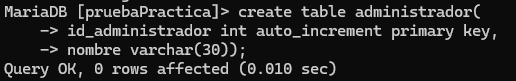 MariaDB [pruebaPractica]> create table administrador(
    -> id_administrador int auto_increment primary key,
    -> nombre varchar(30));
Query OK, 0 rows affected (0.010 sec)